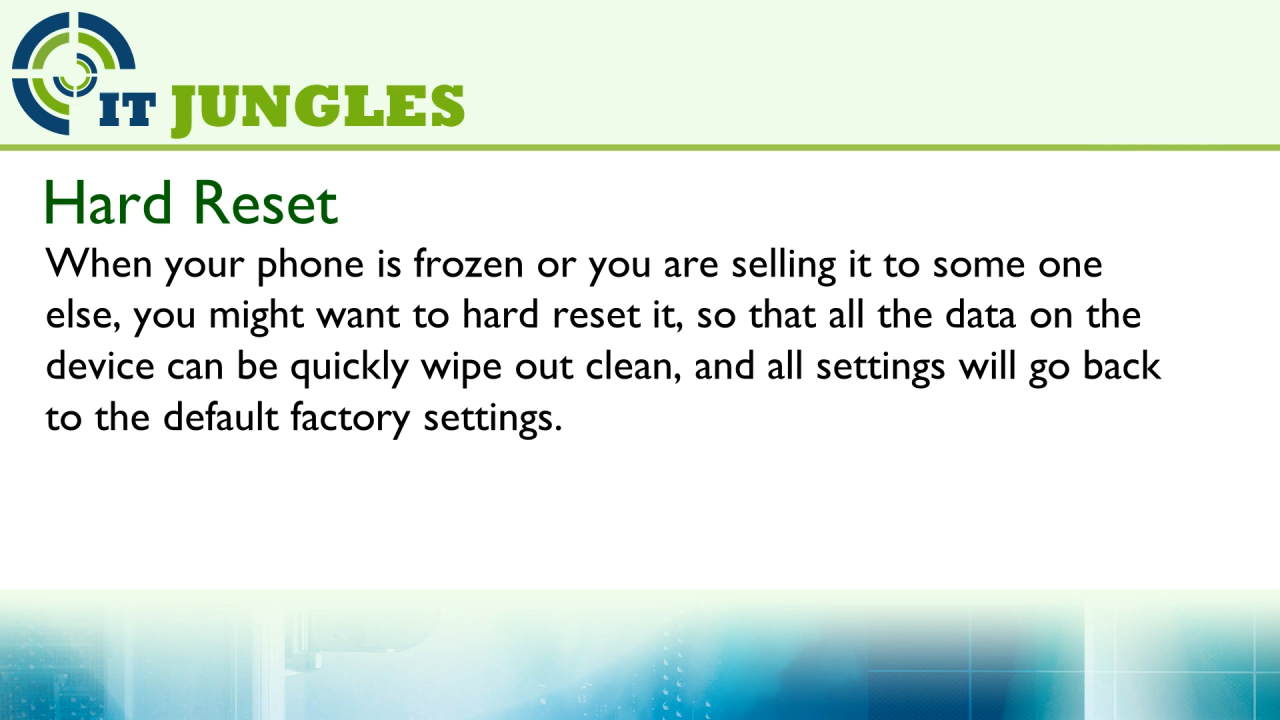 IT JUNGLES
Hard Reset
When your phone is frozen or you are selling it to some one
else, you might want to hard reset it, so that all the data on the
device can be quickly wipe out clean, and all settings will go back
to the default factory settings.